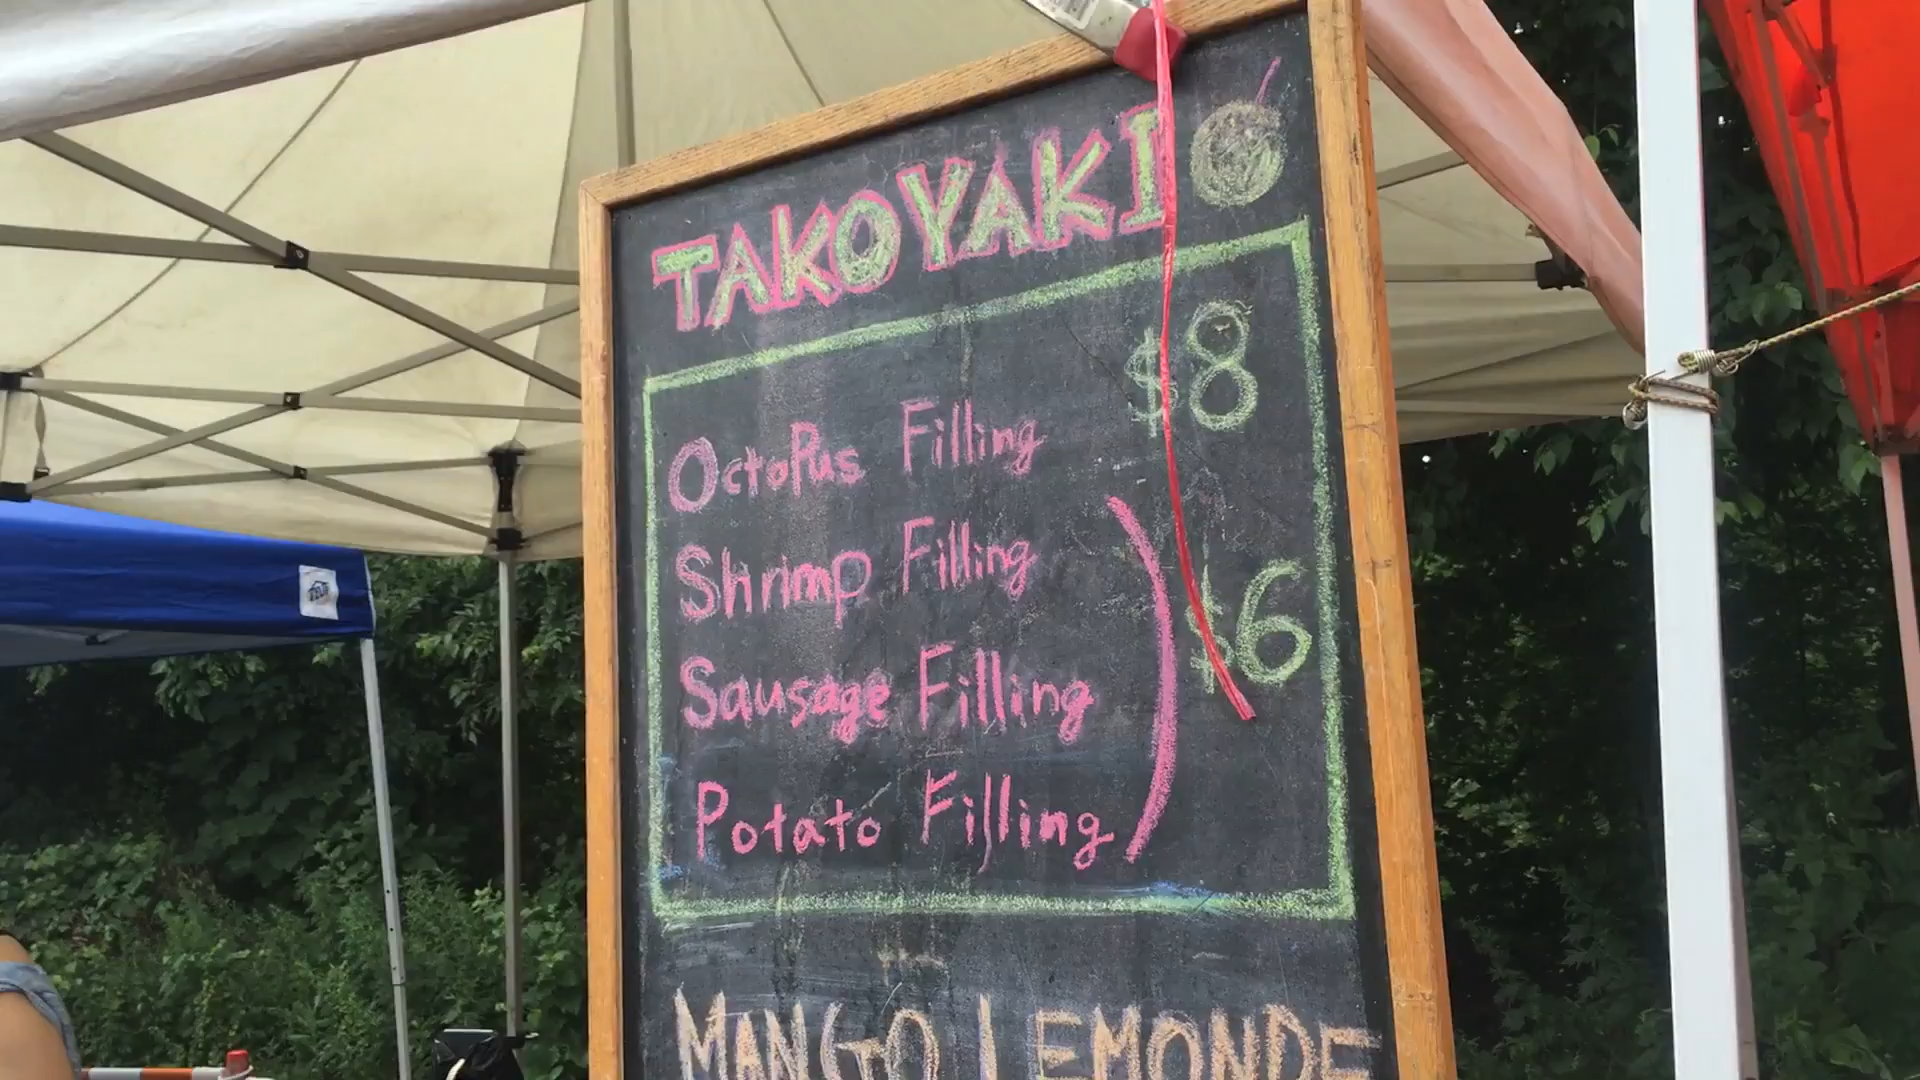 TAKOYAKI
$8
Octopus Filling
Shrimp Filling
$6
Sausage Filling
Potato Filling
MANGO LEMONDE